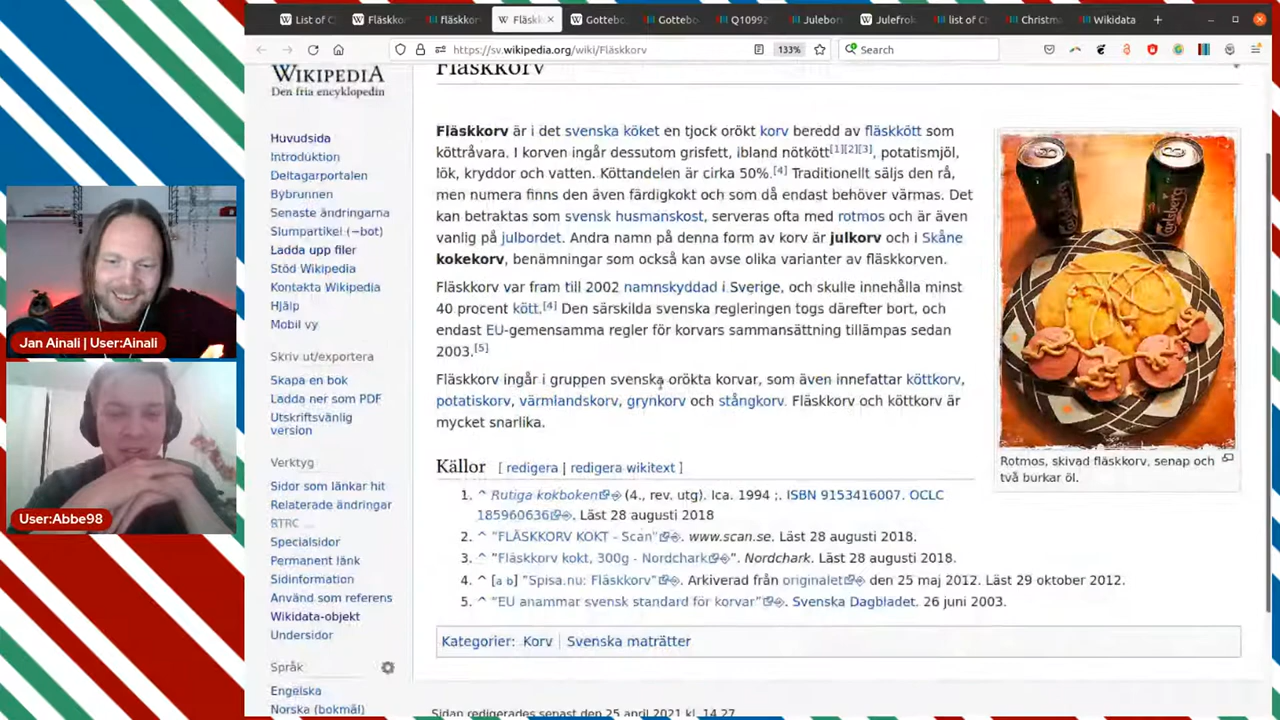 List of C
Fläskkor
fläskkor
Fläskk
Gotteb
Gottebo
Q1099
Julebor
Julefrok
list of C
Christm
Wikidata
https://sv.wikipedia.org/wiki/Fläskkorv
133%
Search
WIKIPEDIA
Den fria encyklopedin
Huvudsida
Introduktion
Deltagarportalen
Bybrunnen
Senaste ändringarna
Slumpartikel (−bot)
Ladda upp filer
Stöd Wikipedia
Kontakta Wikipedia
Hjälp
Mobil vy
Skriv ut/exportera
Skapa en bok
Ladda ner som PDF
Utskriftsvänlig
version
Verktyg
Sidor som länkar hit
Relaterade ändringar
RTRC
Specialsidor
Permanent länk
Sidinformation
Använd som referens
Wikidata-objekt
Undersidor
Språk
Engelska
Norska (bokmål)
Fläskkorv
Fläskkorv är i det svenska köket en tjock orökt korv beredd av fläskkött som
köttråvara. I korven ingår dessutom grisfett, ibland nötkött[1][2][3], potatismjöl,
lök, kryddor och vatten. Köttandelen är cirka 50%.[4] Traditionellt säljs den rå,
men numera finns den även färdigkokt och som då endast behöver värmas. Det
kan betraktas som svensk husmanskost, serveras ofta med rotmos och är även
vanlig på julbordet. Andra namn på denna form av korv är julkorv och i Skåne
kokekorv, benämningar som också kan avse olika varianter av fläskkorven.
Fläskkorv var fram till 2002 namnskyddad i Sverige, och skulle innehålla minst
40 procent kött.[4] Den särskilda svenska regleringen togs därefter bort, och
endast EU-gemensamma regler för korvars sammansättning tillämpas sedan
2003.[5]
Fläskkorv ingår i gruppen svenska orökta korvar, som även innefattar köttkorv,
potatiskorv, värmlandskorv, grynkorv och stångkorv. Fläskkorv och köttkorv är
mycket snarlika.
Carlsberg
Carlsberg
Rotmos, skivad fläskkorv, senap och
två burkar öl.
Källor [ redigera | redigera wikitext ]
1. ^ Rutiga kokboken (4., rev. utg). Ica. 1994 ;. ISBN 9153416007. OCLC
185960636. Läst 28 augusti 2018
2. ^ "FLÄSKKORV KOKT - Scan". www.scan.se. Läst 28 augusti 2018.
3. ^ "Fläskkorv kokt, 300g - Nordchark". Nordchark. Läst 28 augusti 2018.
4. ^ [a b] "Spisa.nu: Fläskkorv". Arkiverad från originalet den 25 maj 2012. Läst 29 oktober 2012.
5. ^ "EU anammar svensk standard för korvar". Svenska Dagbladet. 26 juni 2003.
Kategorier: Korv | Svenska maträtter
Sidan redigerades senast den 25 april 2021 kl. 14.27
Jan Ainali | User:Ainali
User:Abbe98